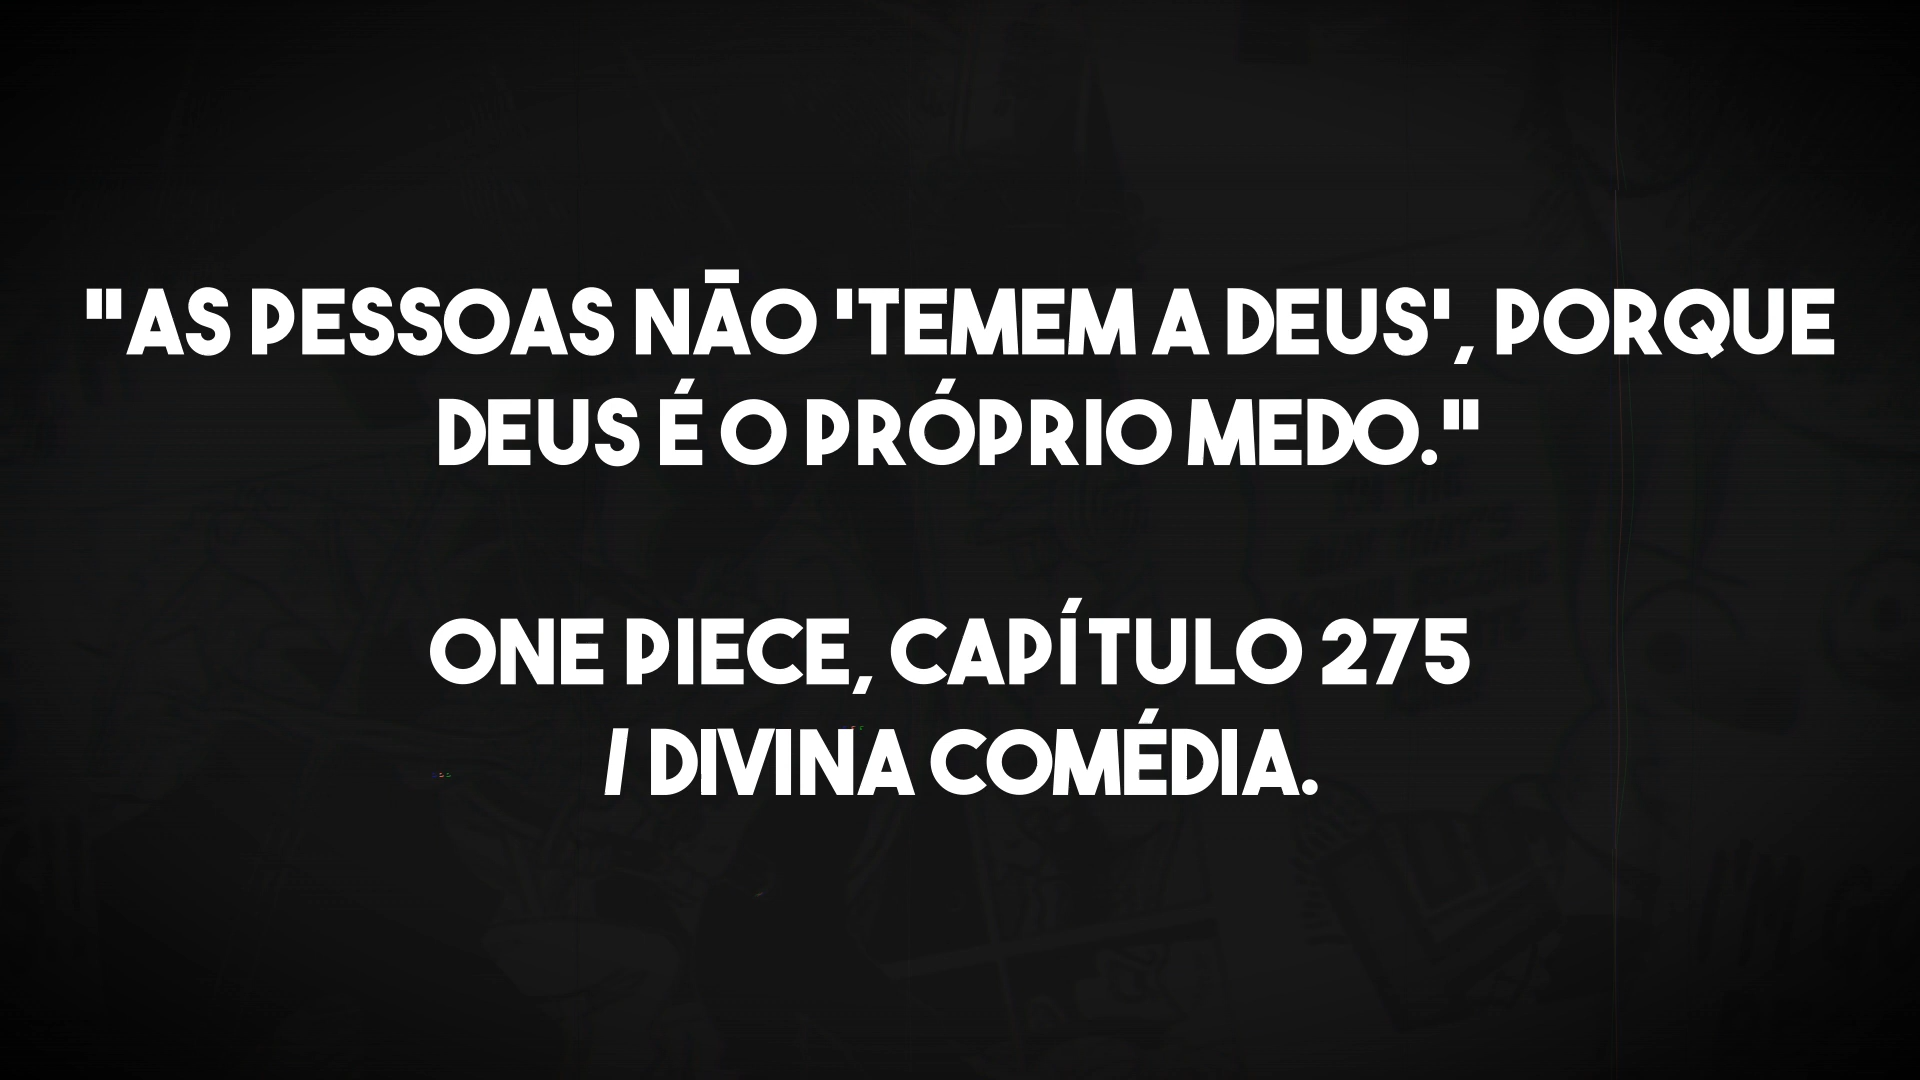 "AS PESSOAS NÃO 'TEMEM A DEUS', PORQUE
DEUS É O PRÓPRIO MEDO."
ONE PIECE, CAPÍTULO 275
/ DIVINA COMÉDIA.